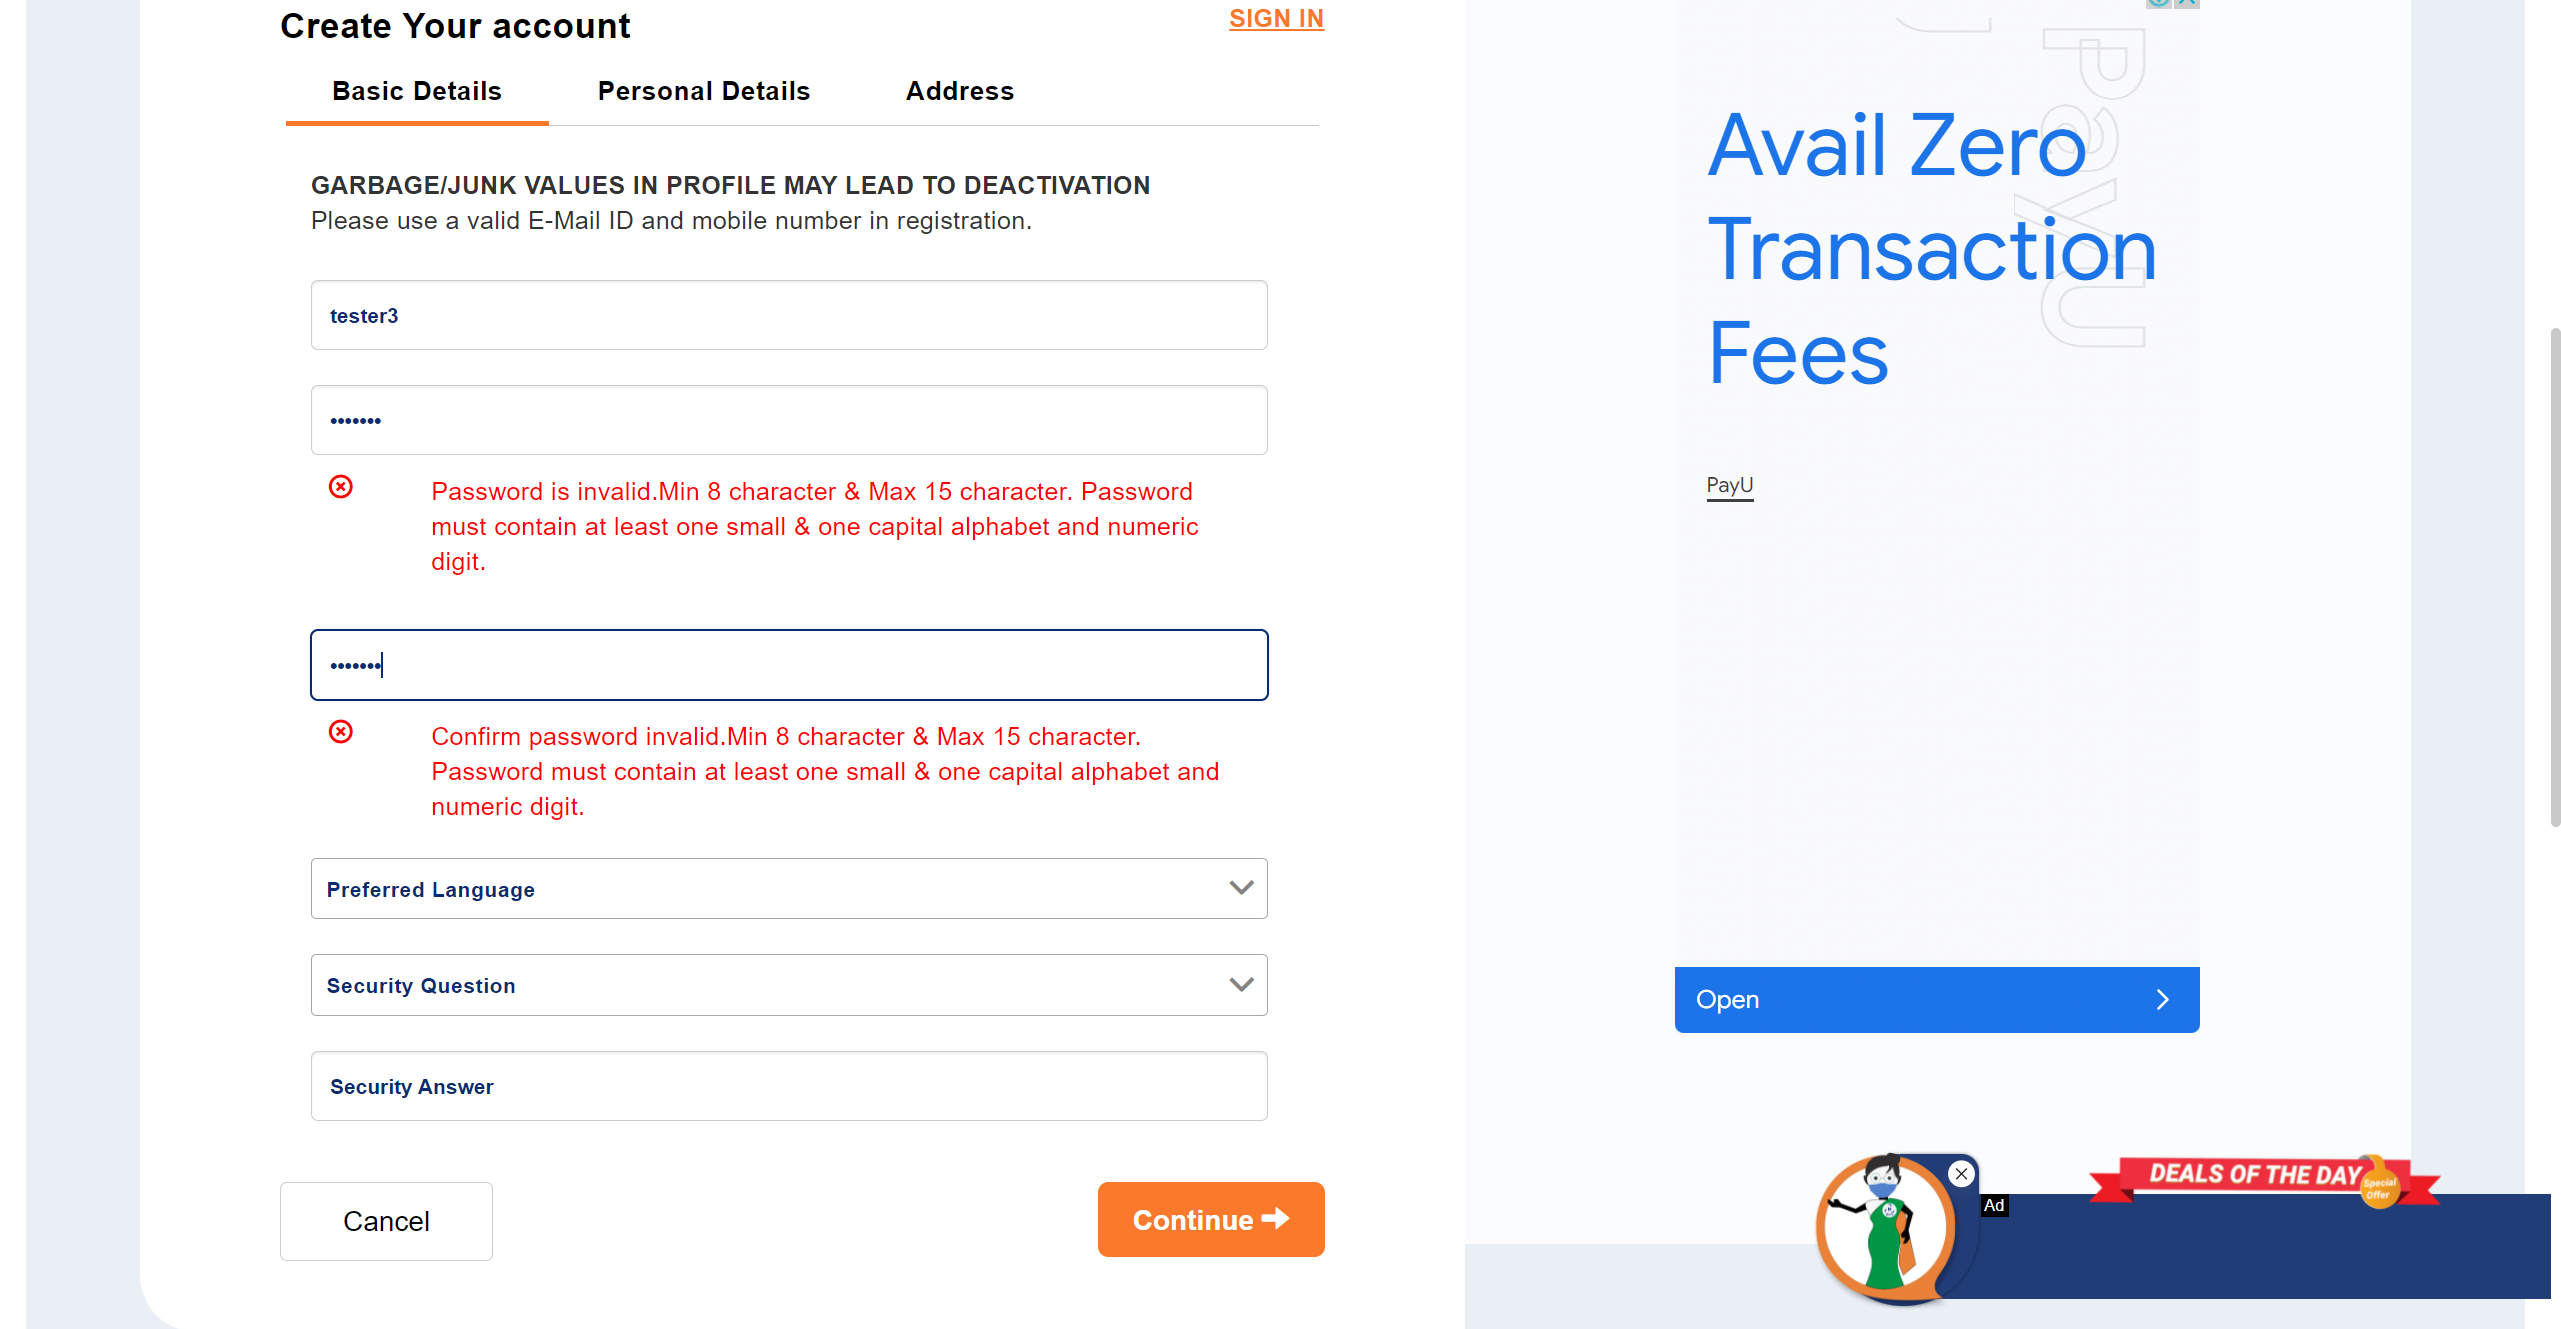 Create Your account
SIGN IN
Basic Details
Personal Details
Address
GARBAGE/JUNK VALUES IN PROFILE MAY LEAD TO DEACTIVATION
Please use a valid E-Mail ID and mobile number in registration.
tester3
•••••••
Password is invalid.Min 8 character & Max 15 character. Password
must contain at least one small & one capital alphabet and numeric
digit.
•••••••
Confirm password invalid.Min 8 character & Max 15 character.
Password must contain at least one small & one capital alphabet and
numeric digit.
Preferred Language
Security Question
Security Answer
Cancel
Continue
PayU
Avail Zero
Transaction
Fees
PayU
Open
Ad
DEALS OF THE DAY
Special
Offer